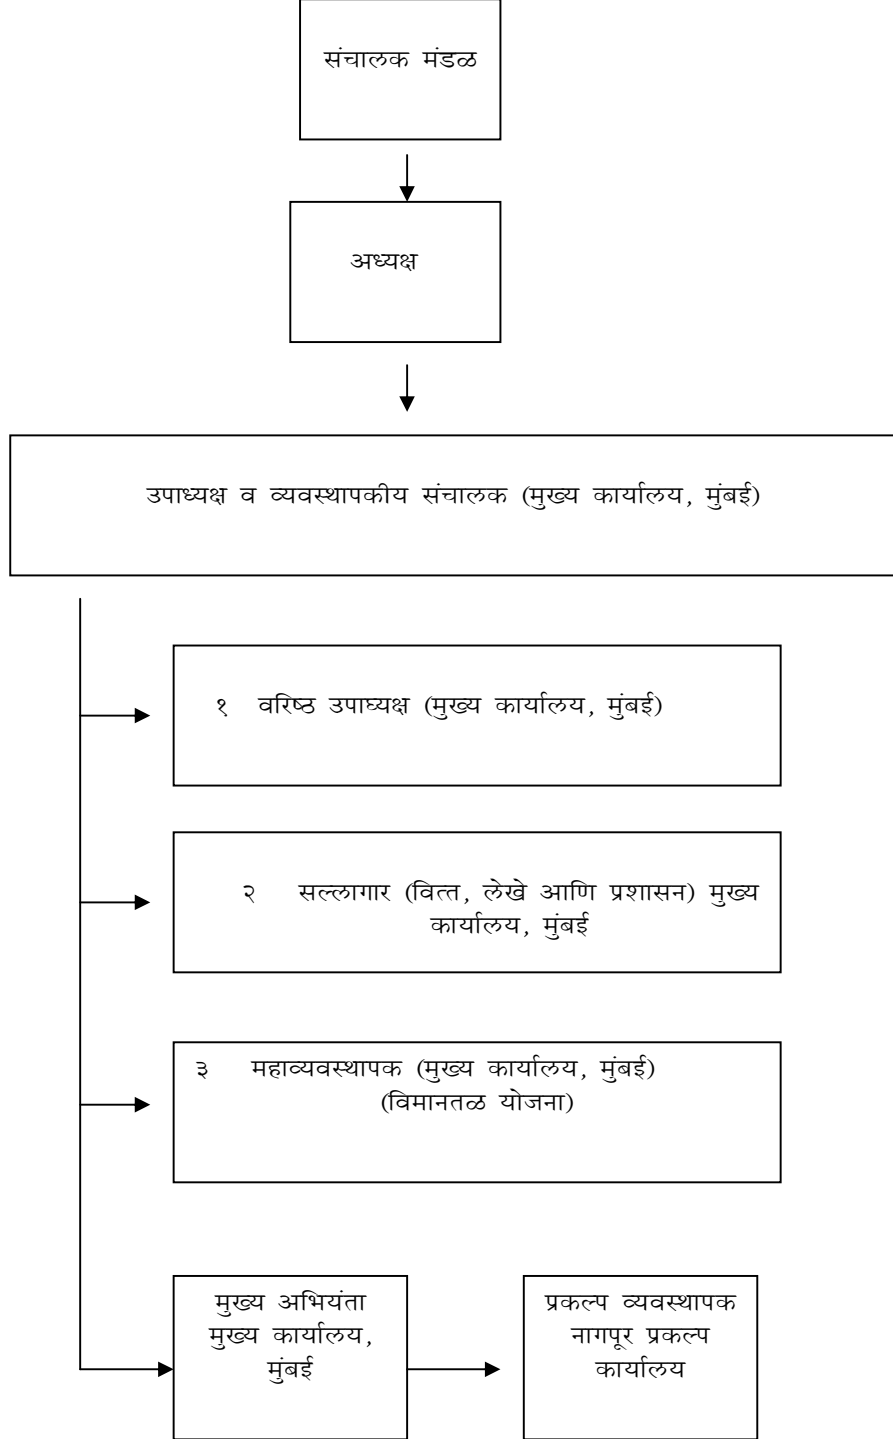 संचालक मंडळ
अध्यक्ष
उपाध्यक्ष व व्यवस्थापकीय संचालक (मुख्य कार्यालय, मुंबई)
१ वरिष्ठ उपाघ्यक्ष (मुख्य कार्यालय, मुंबई)
२ सल्लागार (वित्त, लेखे आणि प्रशासन) मुख्य
कार्यालय, मुंबई
३ महाव्यवस्थापक (मुख्य कार्यालय, मुंबई)
(विमानतळ योजना)
मुख्य अभियंता
मुख्य कार्यालय,
मुंबई
प्रकल्प व्यवस्थापक
नागपूर प्रकल्प
कार्यालय